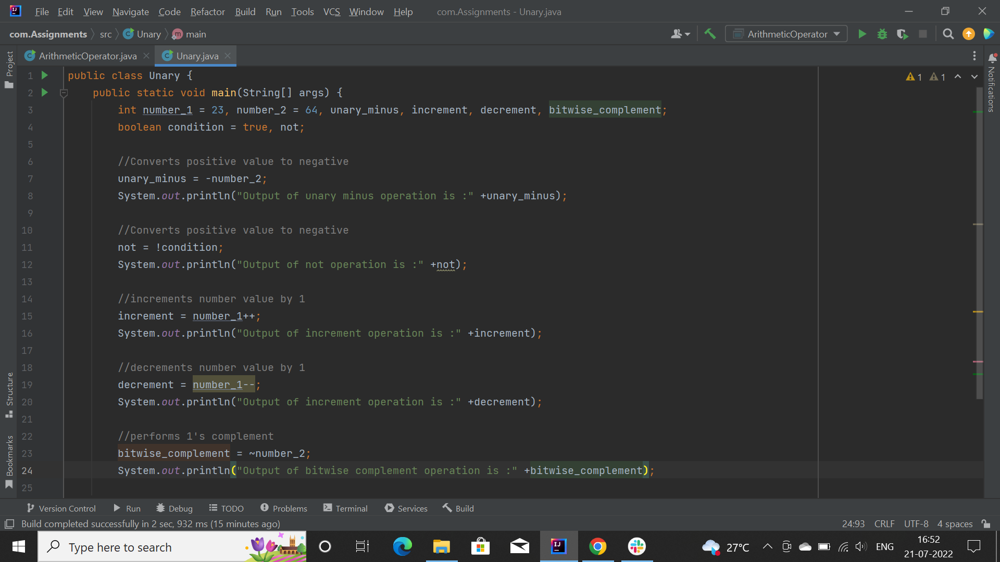 File Edit View Navigate Code Refactor Build Run Tools VCS Window Help com.Assignments - Unary.java
com.Assignments src Unary main ArithmeticOperator
ArithmeticOperator.java Unary.java
Project
Notifications
1 public class Unary {
2 public static void main(String[] args) {
3 int number_1 = 23, number_2 = 64, unary_minus, increment, decrement, bitwise_complement;
4 boolean condition = true, not;
5
6 //Converts positive value to negative
7 unary_minus = -number_2;
8 System.out.println("Output of unary minus operation is :" +unary_minus);
9
10 //Converts positive value to negative
11 not = !condition;
12 System.out.println("Output of not operation is :" +not);
13
14 //increments number value by 1
15 increment = number_1++;
16 System.out.println("Output of increment operation is :" +increment);
17
18 //decrements number value by 1
19 decrement = number_1--;
20 System.out.println("Output of increment operation is :" +decrement);
21
22 //performs 1's complement
23 bitwise_complement = ~number_2;
24 System.out.println("Output of bitwise complement operation is :" +bitwise_complement);
25
1 1
Structure
Bookmarks
Version Control Run Debug TODO Problems Terminal Services Build
Build completed successfully in 2 sec, 932 ms (15 minutes ago) 24:93 CRLF UTF-8 4 spaces
Type here to search 27°C ENG 16:52
21-07-2022